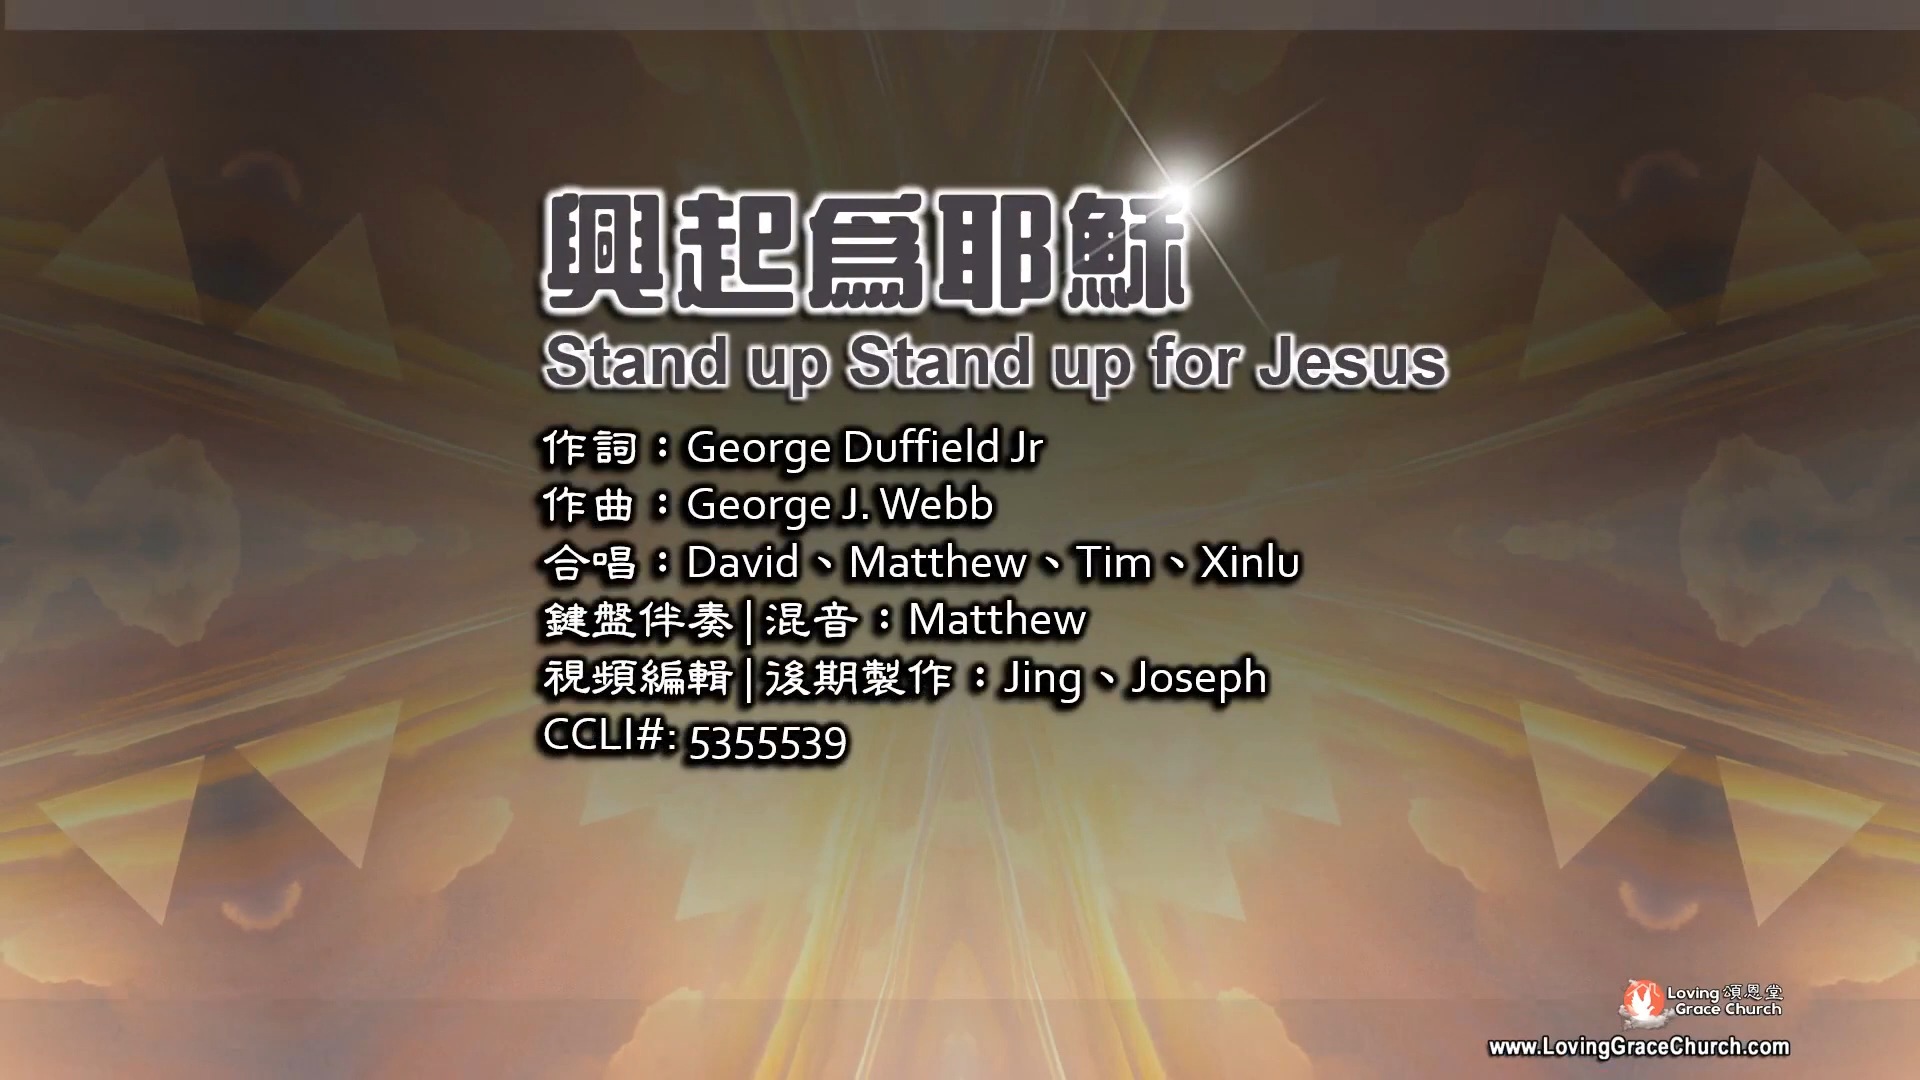 興起為耶穌
Stand up Stand up for Jesus
作詞：George Duffield Jr
作曲：George J. Webb
合唱：David、Matthew、Tim、Xinlu
鍵盤伴奏|混音：Matthew
視頻編輯|後期製作：Jing、Joseph
CCLI#: 5355539
Loving 頌恩堂
Grace Church
www.LovingGraceChurch.com